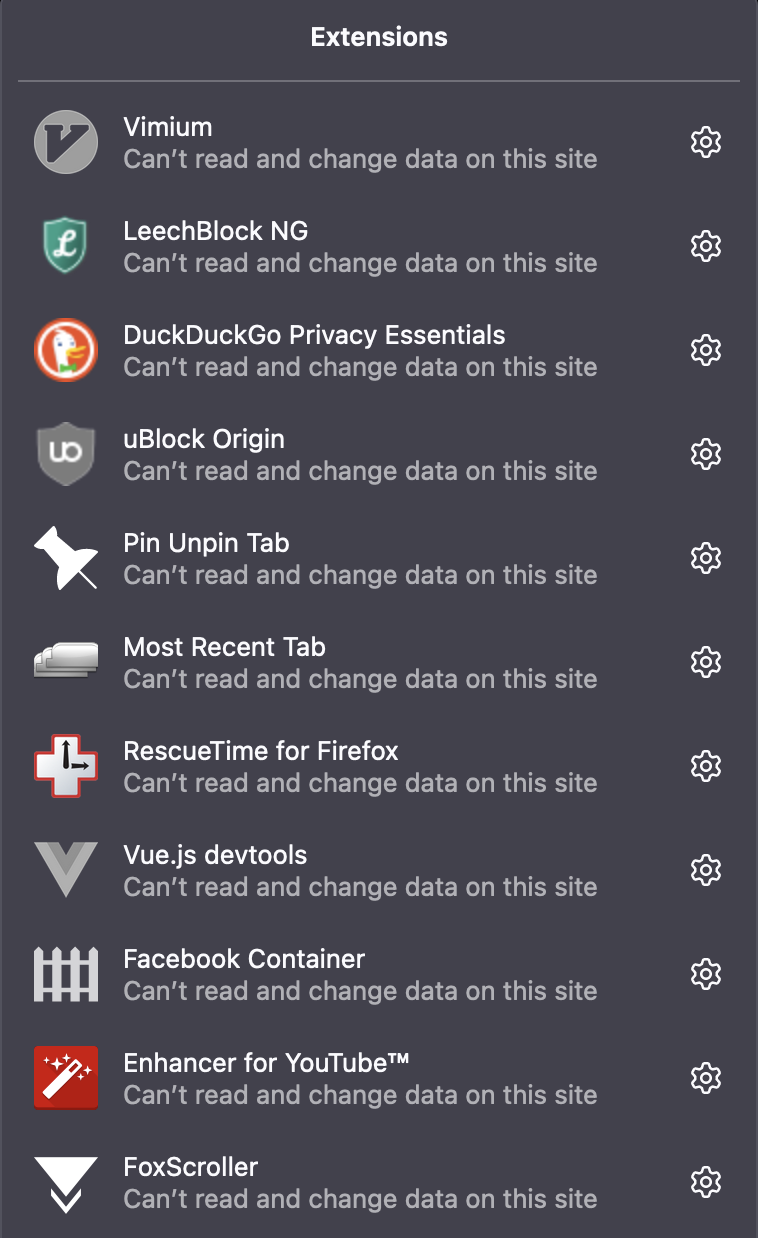 Extensions
Vimium
Can’t read and change data on this site
LeechBlock NG
Can’t read and change data on this site
DuckDuckGo Privacy Essentials
Can’t read and change data on this site
uBlock Origin
Can’t read and change data on this site
Pin Unpin Tab
Can’t read and change data on this site
Most Recent Tab
Can’t read and change data on this site
RescueTime for Firefox
Can’t read and change data on this site
Vue.js devtools
Can’t read and change data on this site
Facebook Container
Can’t read and change data on this site
Enhancer for YouTube™
Can’t read and change data on this site
FoxScroller
Can’t read and change data on this site